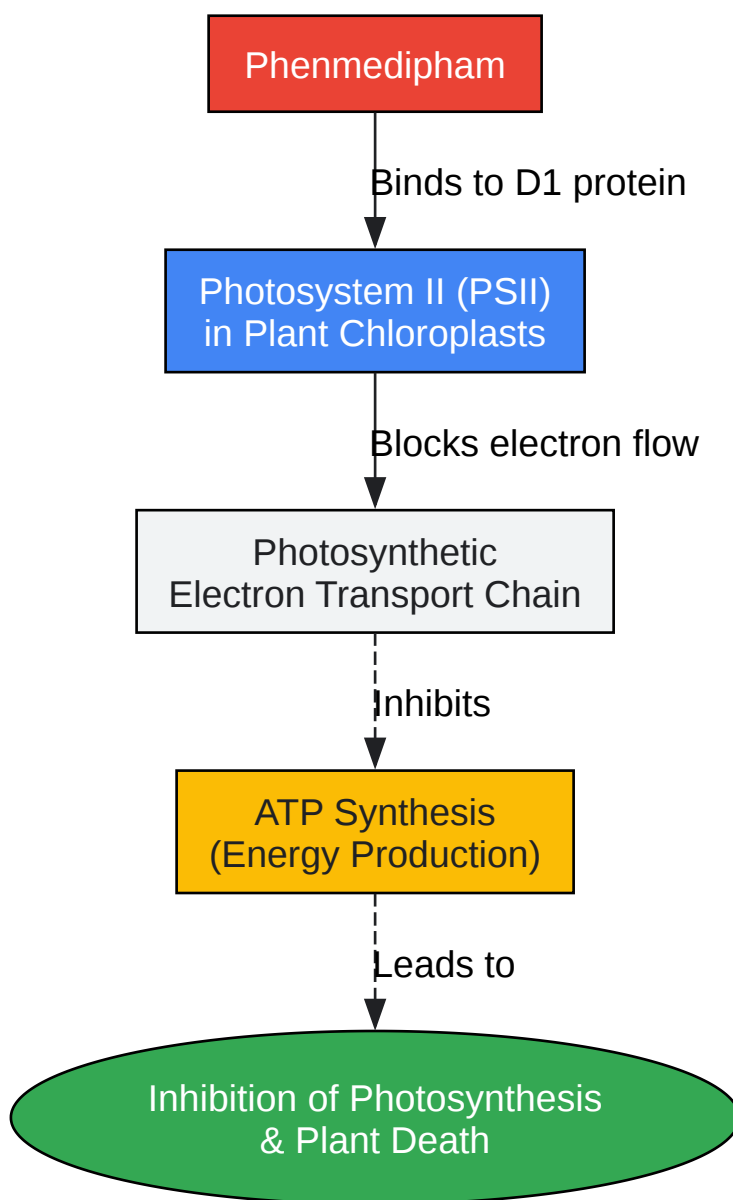 Phenmedipham
Binds to D1 protein
Photosystem II (PSII)
in Plant Chloroplasts
Blocks electron flow
Photosynthetic
Electron Transport Chain
Inhibits
ATP Synthesis
(Energy Production)
Leads to
Inhibition of Photosynthesis
& Plant Death